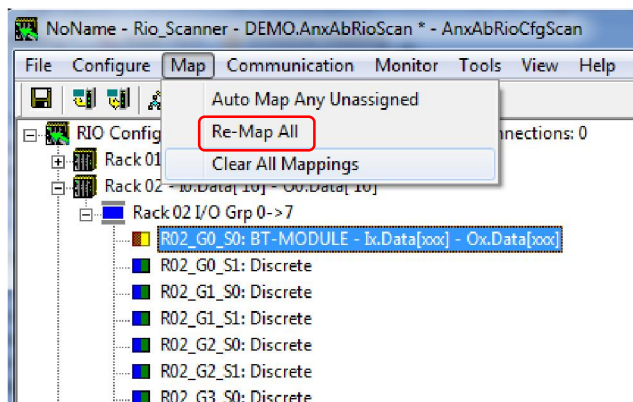 NoName - Rio_Scanner - DEMO.AnxAbRioScan * - AnxAbRioCfgScan
File Configure Map Communication Monitor Tools View Help
Auto Map Any Unassigned
RIO Config
Re-Map All
nnections: 0
Rack 01
Clear All Mappings
Rack 02 - I0.Data[ 16] - O0.Data[ 16]
Rack 02 I/O Grp 0->7
R02_G0_S0: BT-MODULE - Ix.Data[xxx] - Ox.Data[xxx]
R02_G0_S1: Discrete
R02_G1_S0: Discrete
R02_G1_S1: Discrete
R02_G2_S0: Discrete
R02_G2_S1: Discrete
R02_G3_S0: Discrete